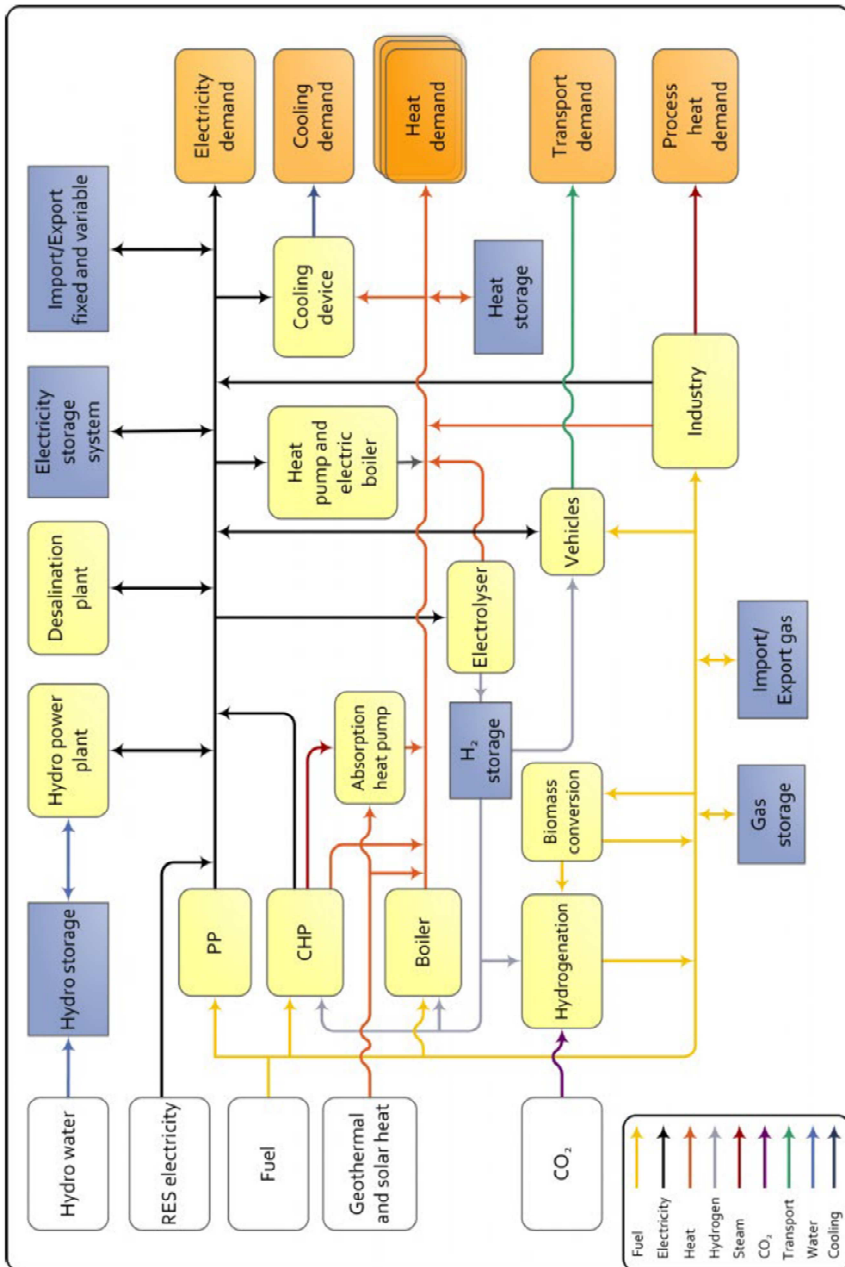 Hydro water
Hydro storage
Hydro power
plant
Desalination
plant
Electricity
storage
system
Import/Export
fixed and variable
RES electricity
PP
Electricity
demand
Fuel
CHP
Heat
pump and
electric
boiler
Cooling
device
Cooling
demand
Geothermal
and solar heat
Absorption
heat pump
Boiler
Heat
demand
Electrolyser
Heat
storage
H₂
storage
CO₂
Hydrogenation
Biomass
conversion
Vehicles
Transport
demand
Industry
Process
heat
demand
Gas
storage
Import/
Export gas
Fuel
Electricity
Heat
Hydrogen
Steam
CO₂
Transport
Water
Cooling